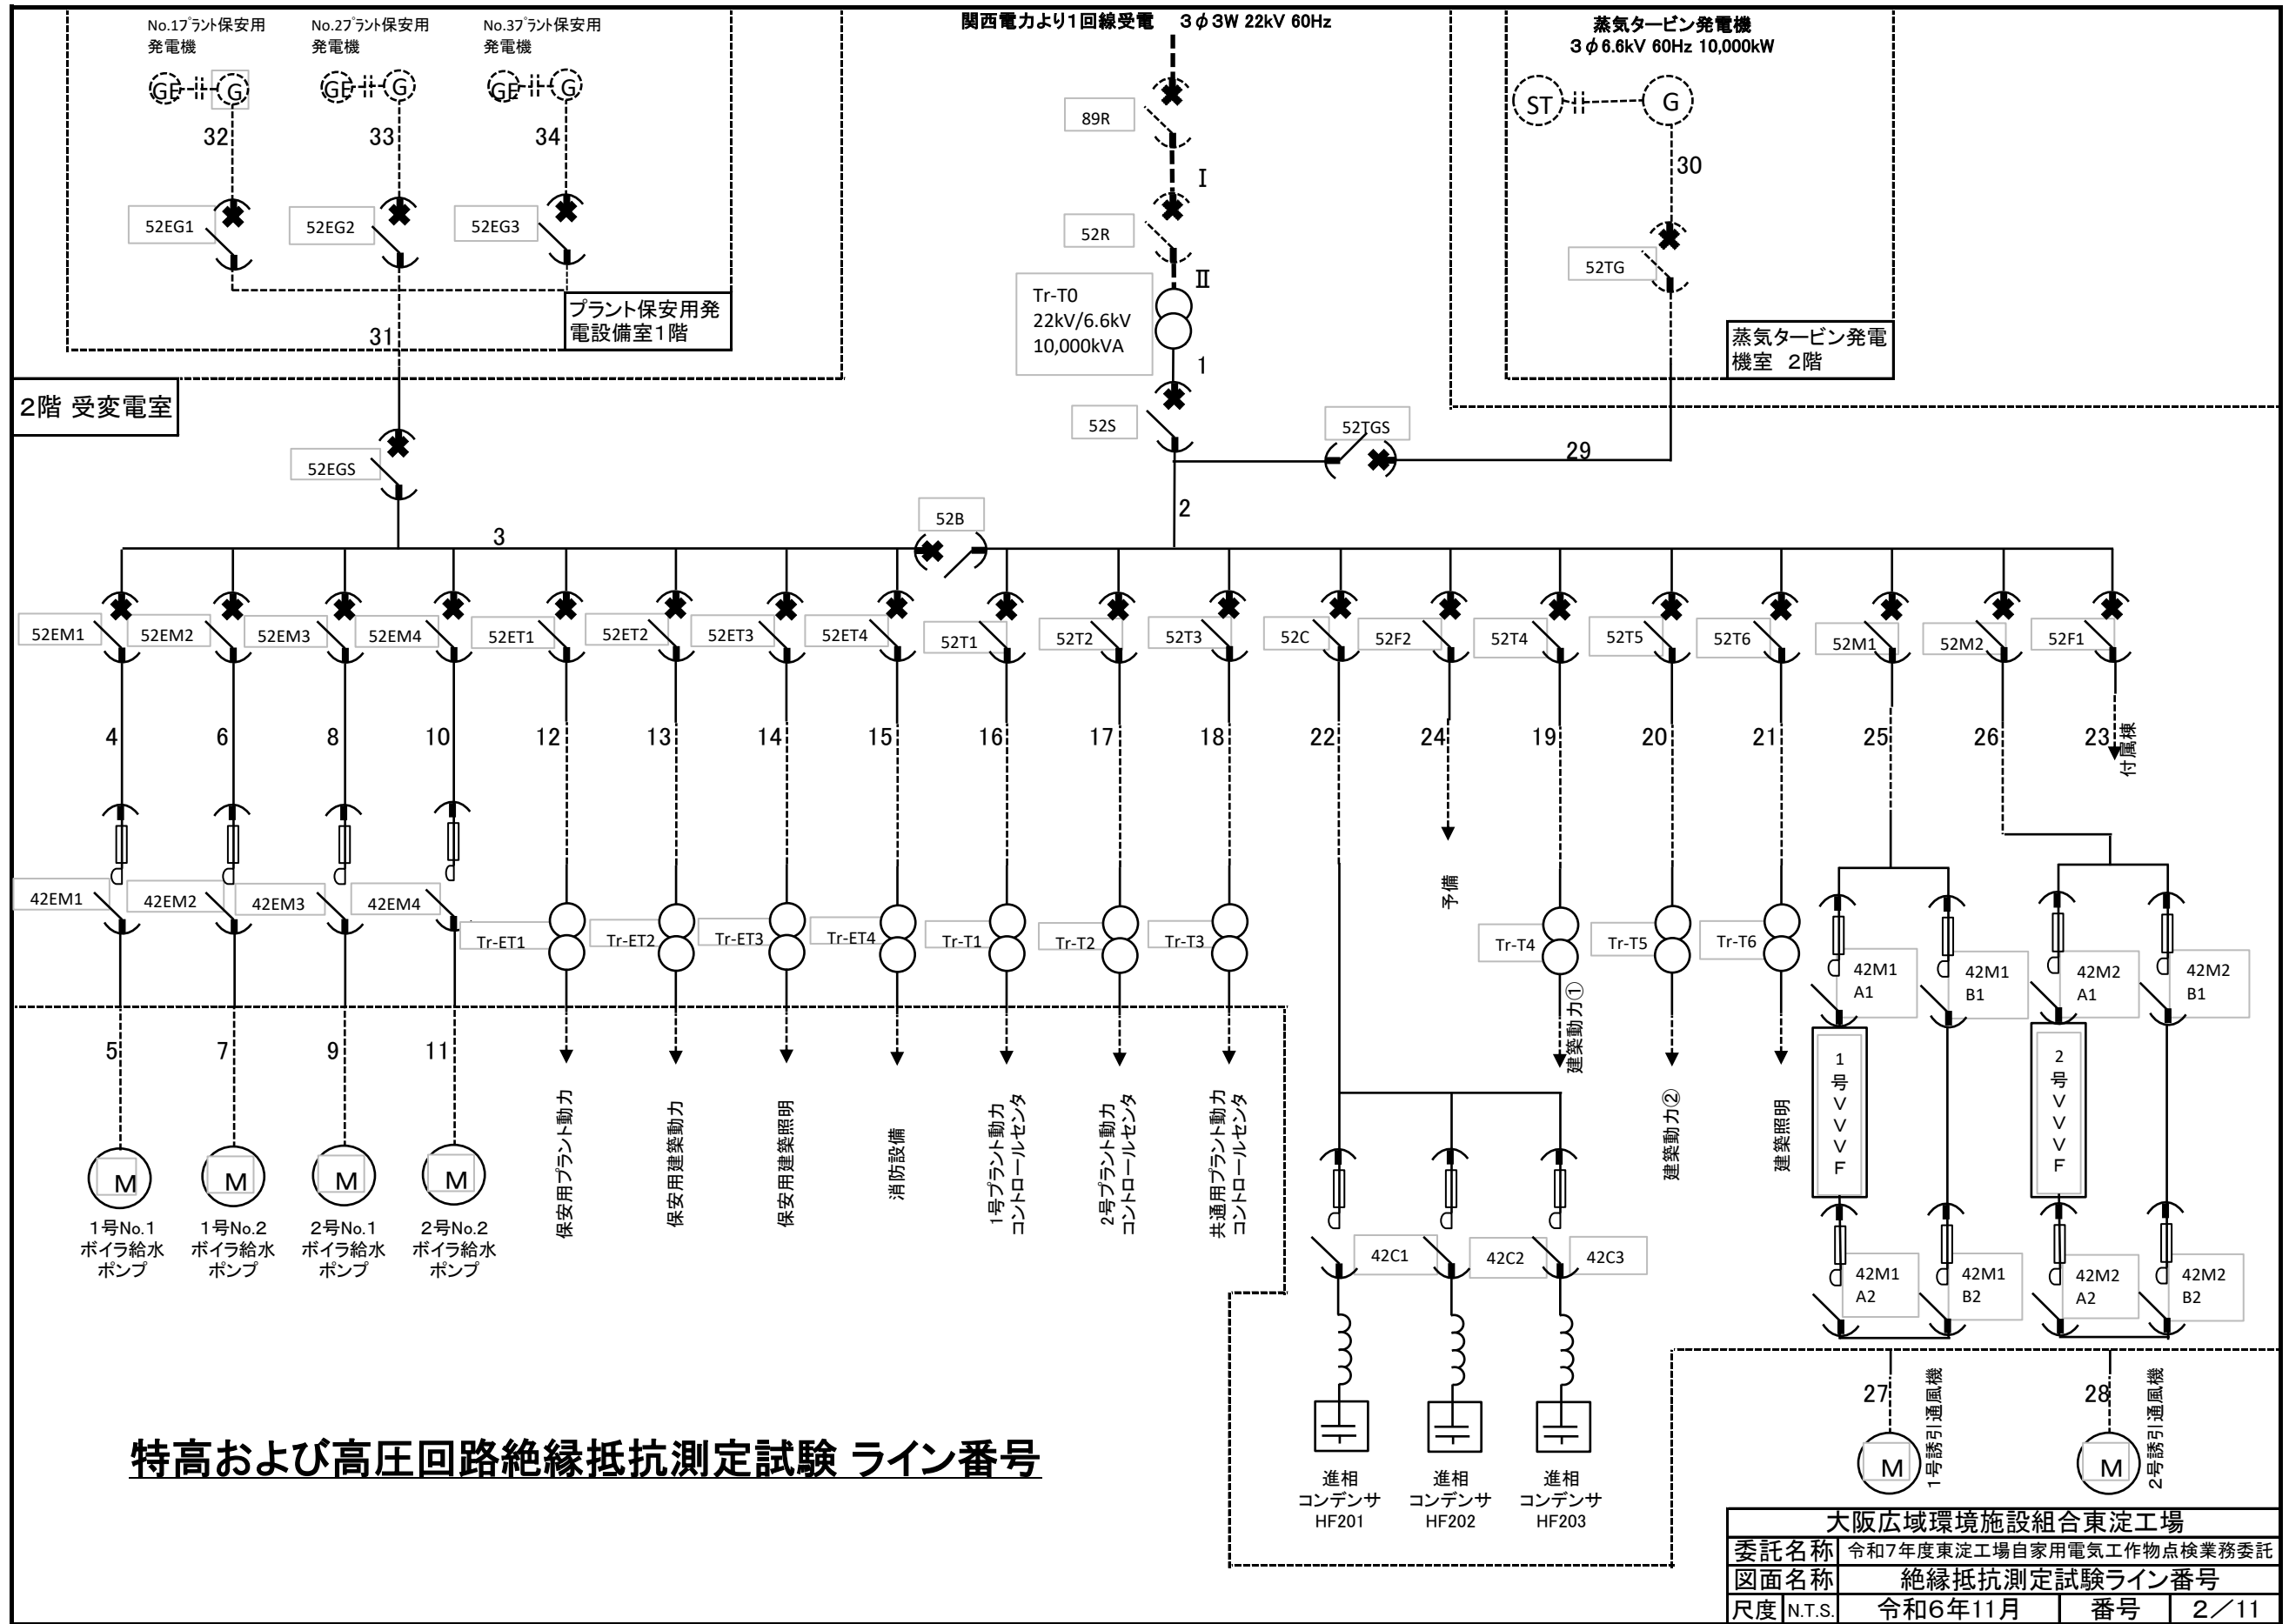 No.1プラント保安用
発電機
No.2プラント保安用
発電機
No.3プラント保安用
発電機
関西電力より1回線受電 3φ3W 22kV 60Hz
蒸気タービン発電機
3φ6.6kV 60Hz 10,000kW
GE
G
GE
G
GE
G
ST
G
89R
32
33
34
30
Ⅰ
52EG1
52EG2
52EG3
52R
52TG
Ⅱ
Tr-T0
22kV/6.6kV
10,000kVA
プラント保安用発
電設備室1階
31
蒸気タービン発電
機室 2階
1
2階 受変電室
52S
52TGS
29
52EGS
2
52B
3
52EM1
52EM2
52EM3
52EM4
52ET1
52ET2
52ET3
52ET4
52T1
52T2
52T3
52C
52F2
52T4
52T5
52T6
52M1
52M2
52F1
4
6
8
10
12
13
14
15
16
17
18
22
24
19
20
21
25
26
23
付属棟
予備
42EM1
42EM2
42EM3
42EM4
Tr-ET1
Tr-ET2
Tr-ET3
Tr-ET4
Tr-T1
Tr-T2
Tr-T3
Tr-T4
Tr-T5
Tr-T6
42M1
A1
42M1
B1
42M2
A1
42M2
B1
5
7
9
11
建築動力①
1号VVVF
2号VVVF
保安用プラント動力
保安用建築動力
保安用建築照明
消防設備
1号プラント動力
コントロールセンタ
2号プラント動力
コントロールセンタ
共通用プラント動力
コントロールセンタ
建築動力②
建築照明
M
M
M
M
1号No.1
ボイラ給水
ポンプ
1号No.2
ボイラ給水
ポンプ
2号No.1
ボイラ給水
ポンプ
2号No.2
ボイラ給水
ポンプ
42C1
42C2
42C3
42M1
A2
42M1
B2
42M2
A2
42M2
B2
27
1号誘引通風機
28
2号誘引通風機
M
M
特高および高圧回路絶縁抵抗測定試験 ライン番号
進相
コンデンサ
HF201
進相
コンデンサ
HF202
進相
コンデンサ
HF203
大阪広域環境施設組合東淀工場
委託名称 令和7年度東淀工場自家用電気工作物点検業務委託
図面名称 絶縁抵抗測定試験ライン番号
尺度 N.T.S. 令和6年11月 番号 2/11